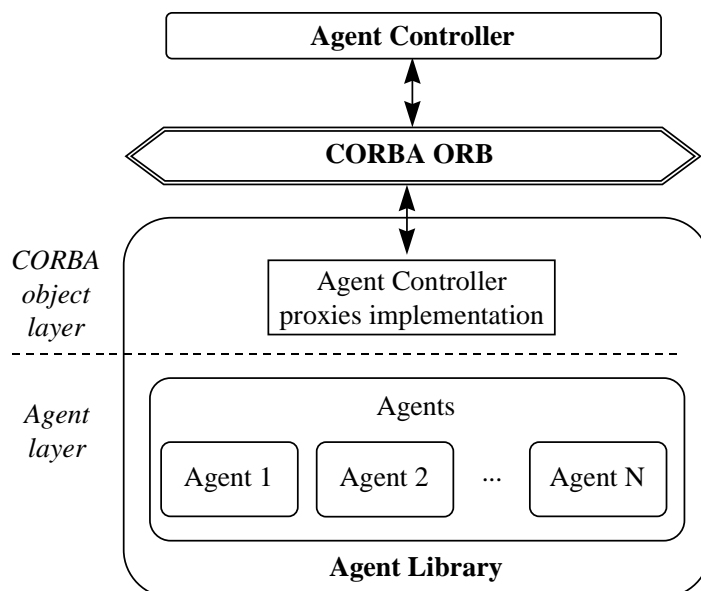 Agent Controller
CORBA ORB
CORBA
object
layer
Agent Controller
proxies implementation
Agent
layer
Agents
Agent 1
Agent 2
...
Agent N
Agent Library